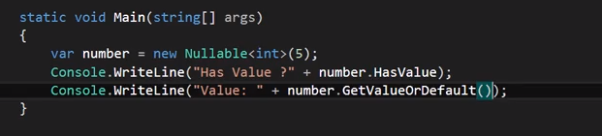 static void Main(string[] args)
{
var number = new Nullable<int>(5);
Console.WriteLine("Has Value ?" + number.HasValue);
Console.WriteLine("Value: " + number.GetValueOrDefault());
}